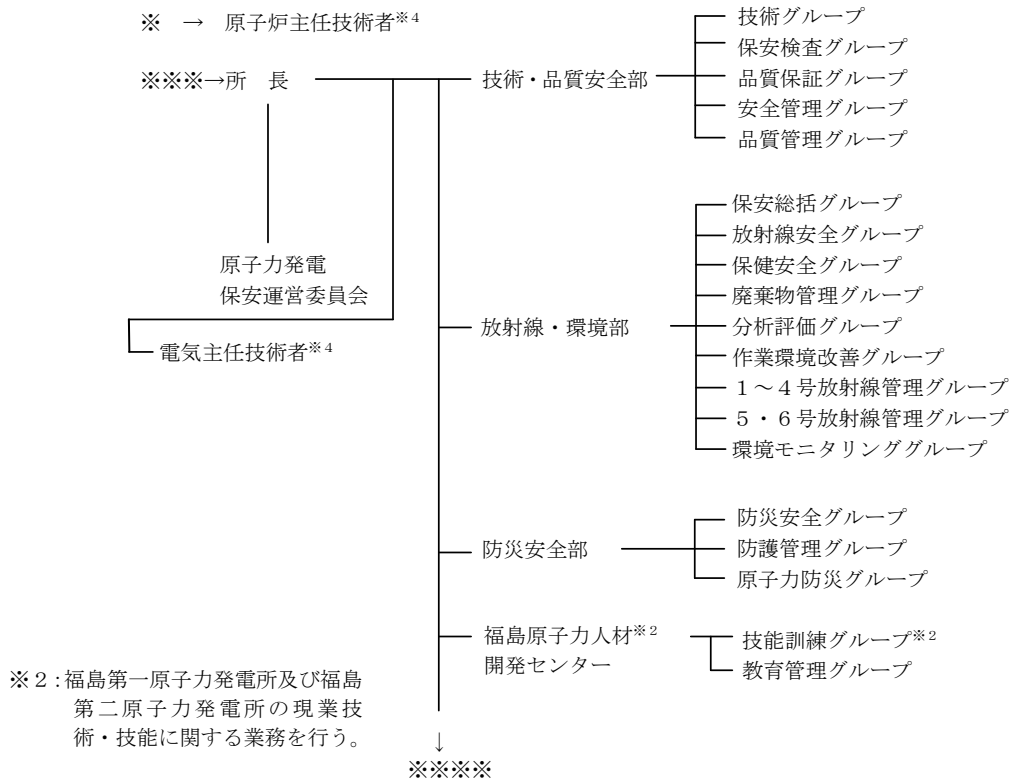 ※ → 原子炉主任技術者※4
※※※→所 長
技術・品質安全部
技術グループ
保安検査グループ
品質保証グループ
安全管理グループ
品質管理グループ
原子力発電
保安運営委員会
電気主任技術者※4
放射線・環境部
保安総括グループ
放射線安全グループ
保健安全グループ
廃棄物管理グループ
分析評価グループ
作業環境改善グループ
1~4号放射線管理グループ
5・6号放射線管理グループ
環境モニタリンググループ
防災安全部
防災安全グループ
防護管理グループ
原子力防災グループ
福島原子力人材※2
開発センター
技能訓練グループ※2
教育管理グループ
※2:福島第一原子力発電所及び福島
第二原子力発電所の現業技
術・技能に関する業務を行う。
↓
※※※※